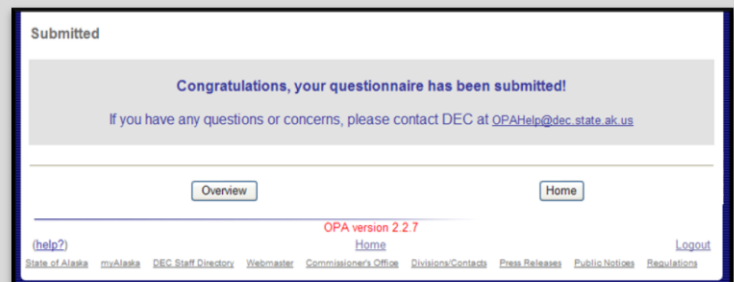 Submitted
Congratulations, your questionnaire has been submitted!
If you have any questions or concerns, please contact DEC at OPAHelp@dec.state.ak.us
Overview Home
OPA version 2.2.7
(help?) Home Logout
State of Alaska myAlaska DEC Staff Directory Webmaster Commissioner's Office Divisions/Contacts Press Releases Public Notices Regulations